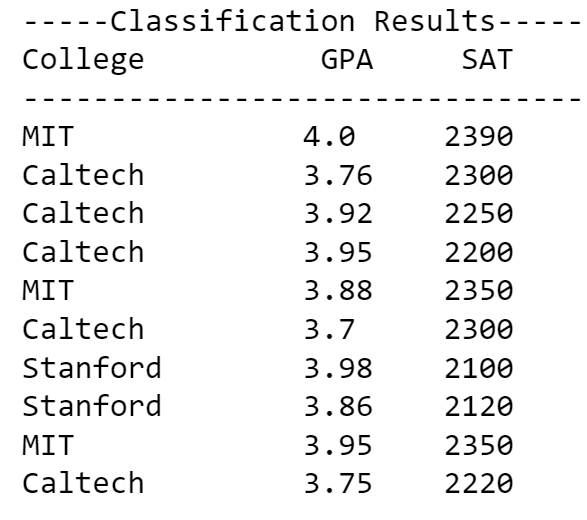 -----Classification Results-----
College          GPA     SAT
--------------------------------
MIT             4.0     2390
Caltech         3.76    2300
Caltech         3.92    2250
Caltech         3.95    2200
MIT             3.88    2350
Caltech         3.7     2300
Stanford        3.98    2100
Stanford        3.86    2120
MIT             3.95    2350
Caltech         3.75    2220